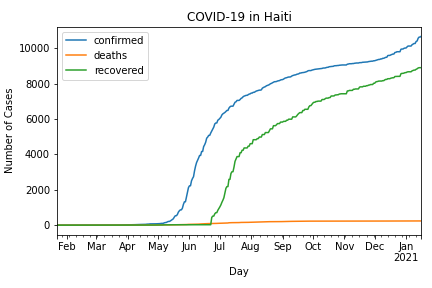 COVID-19 in Haiti
confirmed
deaths
recovered
Number of Cases
10000
8000
6000
4000
2000
0
Feb Mar Apr May Jun Jul Aug Sep Oct Nov Dec Jan
2021
Day